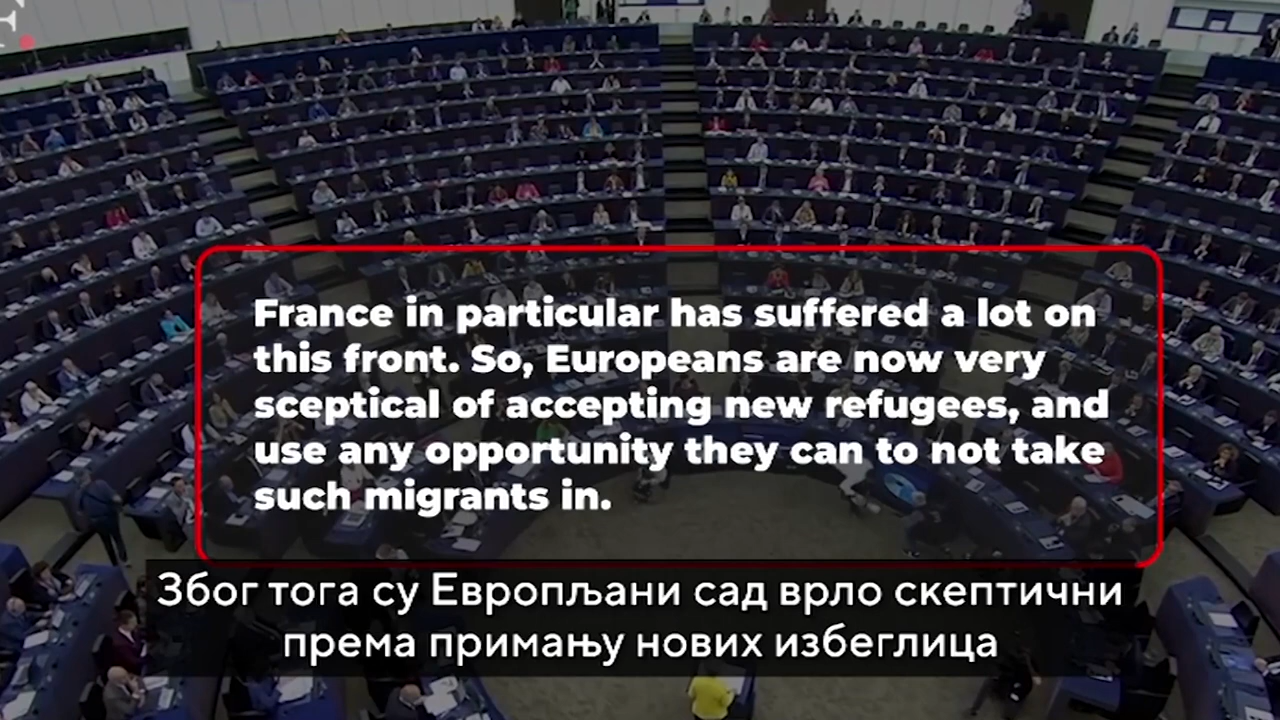 France in particular has suffered a lot on
this front. So, Europeans are now very
sceptical of accepting new refugees, and
use any opportunity they can to not take
such migrants in.
Због тога су Европљани сад врло скептични
према примању нових избеглица